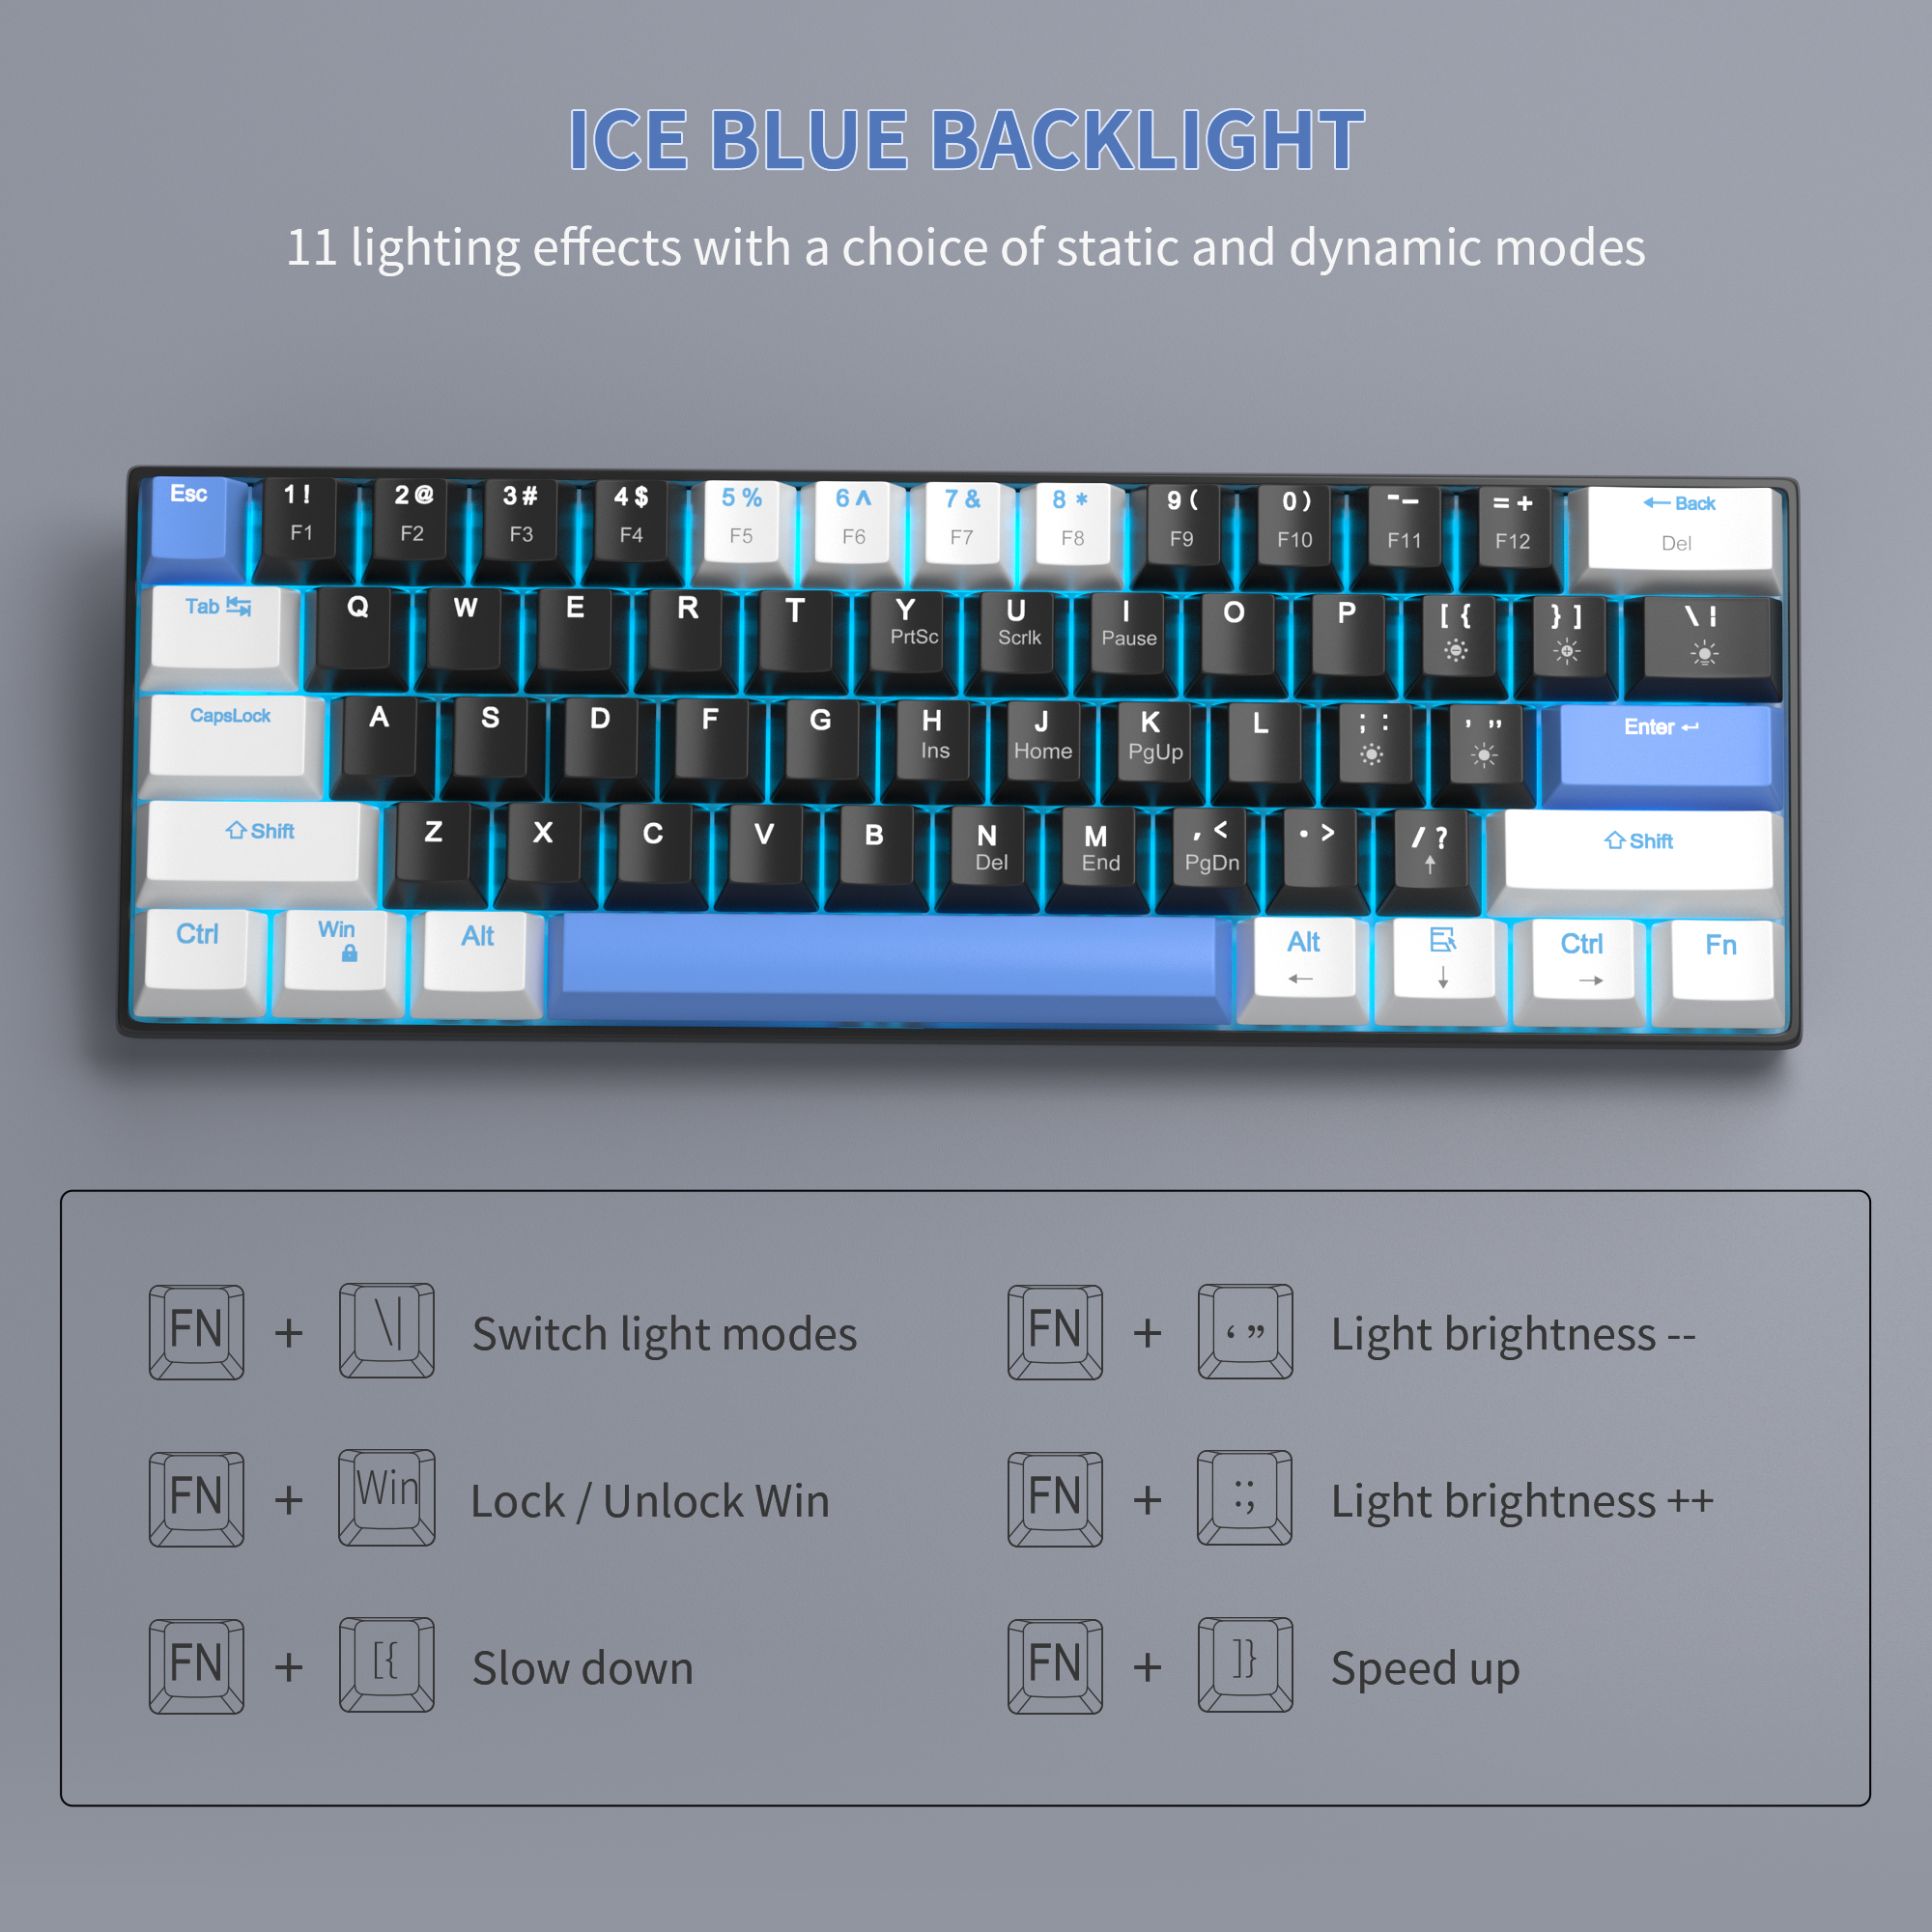 ICE BLUE BACKLIGHT
11 lighting effects with a choice of static and dynamic modes
Esc 1 ! 2 @ 3 # 4 $ 5 % 6 ^ 7 & 8 * 9 ( 0 ) - _ = + ← Back
F1 F2 F3 F4 F5 F6 F7 F8 F9 F10 F11 F12 Del
Tab Q W E R T Y U I O P [ { } ] \ |
PrtSc Scrlk Pause
CapsLock A S D F G H J K L ; : ' " Enter ↵
Ins Home PgUp
⇧ Shift Z X C V B N M , < . > / ? ⇧ Shift
Del End PgDn ↑
Ctrl Win Alt Alt Ctrl Fn
← ↓ →
FN + \| Switch light modes
FN + ‘ ” Light brightness --
FN + Win Lock / Unlock Win
FN + :; Light brightness ++
FN + [{ Slow down
FN + ]} Speed up